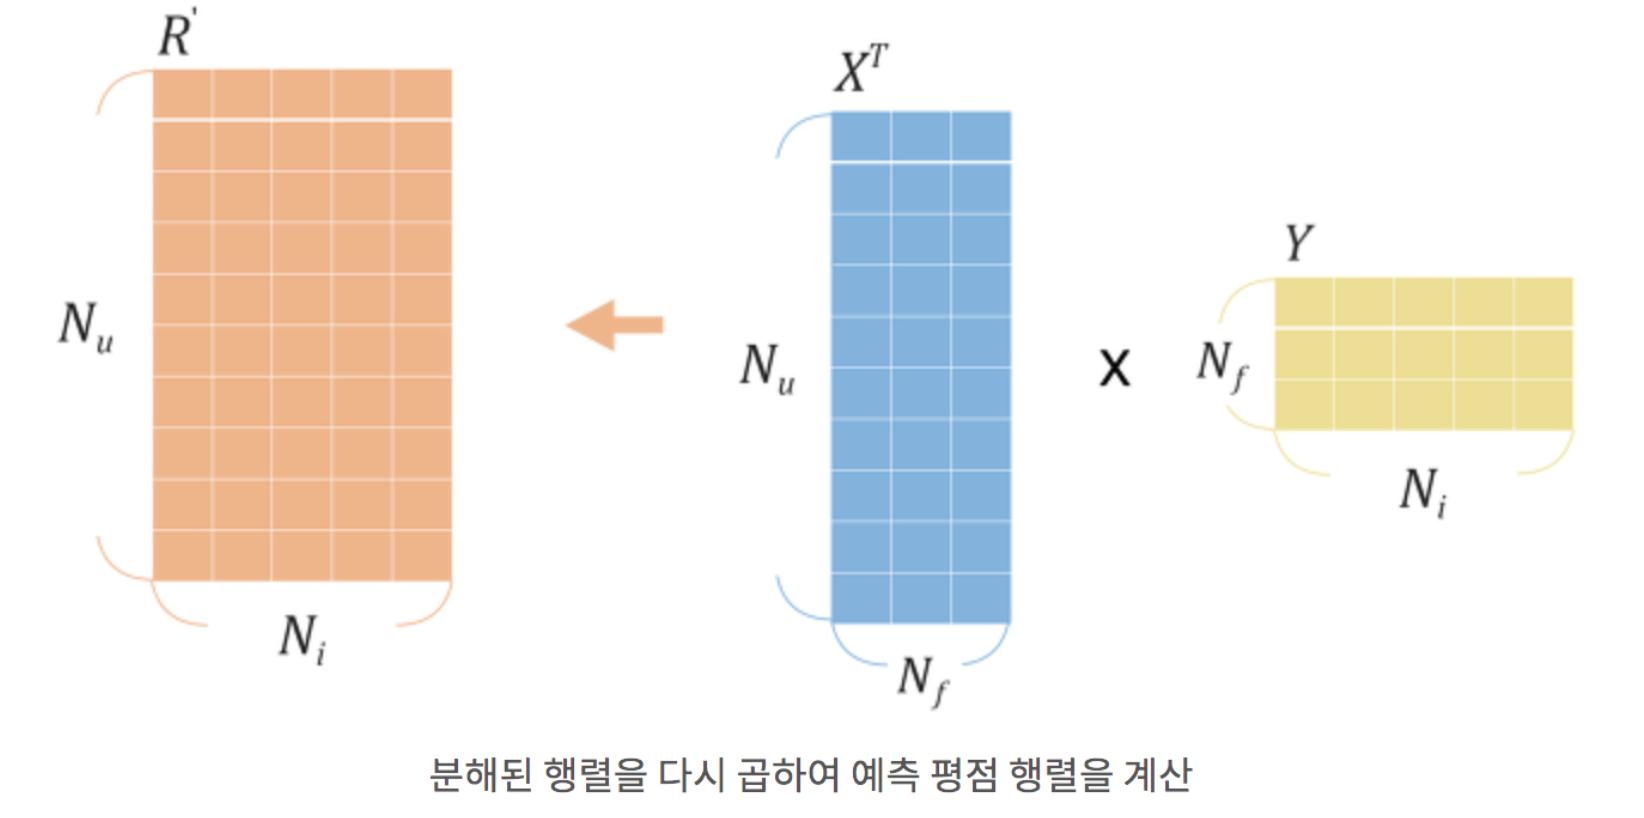 R'
N_u
N_i
X^T
N_u
N_f
x
Y
N_f
N_i
분해된 행렬을 다시 곱하여 예측 평점 행렬을 계산